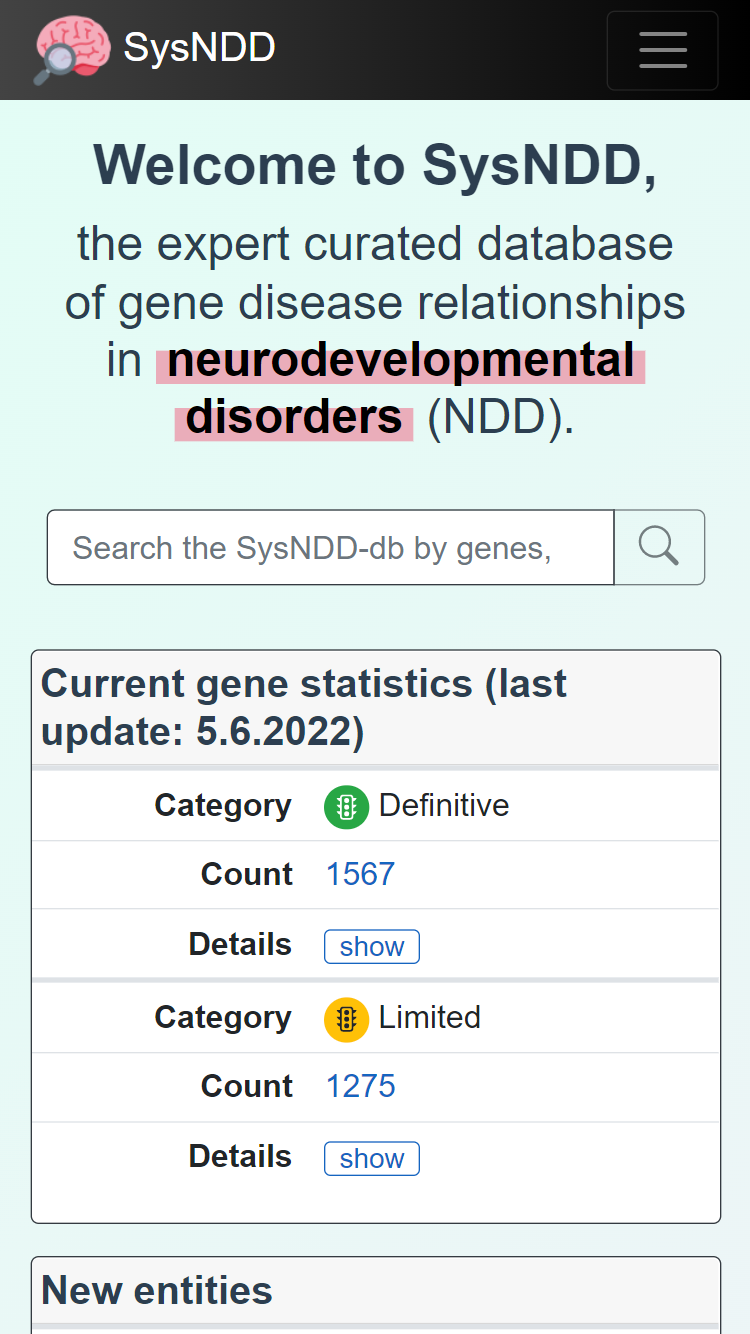 SysNDD
Welcome to SysNDD,
the expert curated database
of gene disease relationships
in neurodevelopmental
disorders (NDD).
Search the SysNDD-db by genes,
Current gene statistics (last
update: 5.6.2022)
Category Definitive
Count 1567
Details show
Category Limited
Count 1275
Details show
New entities